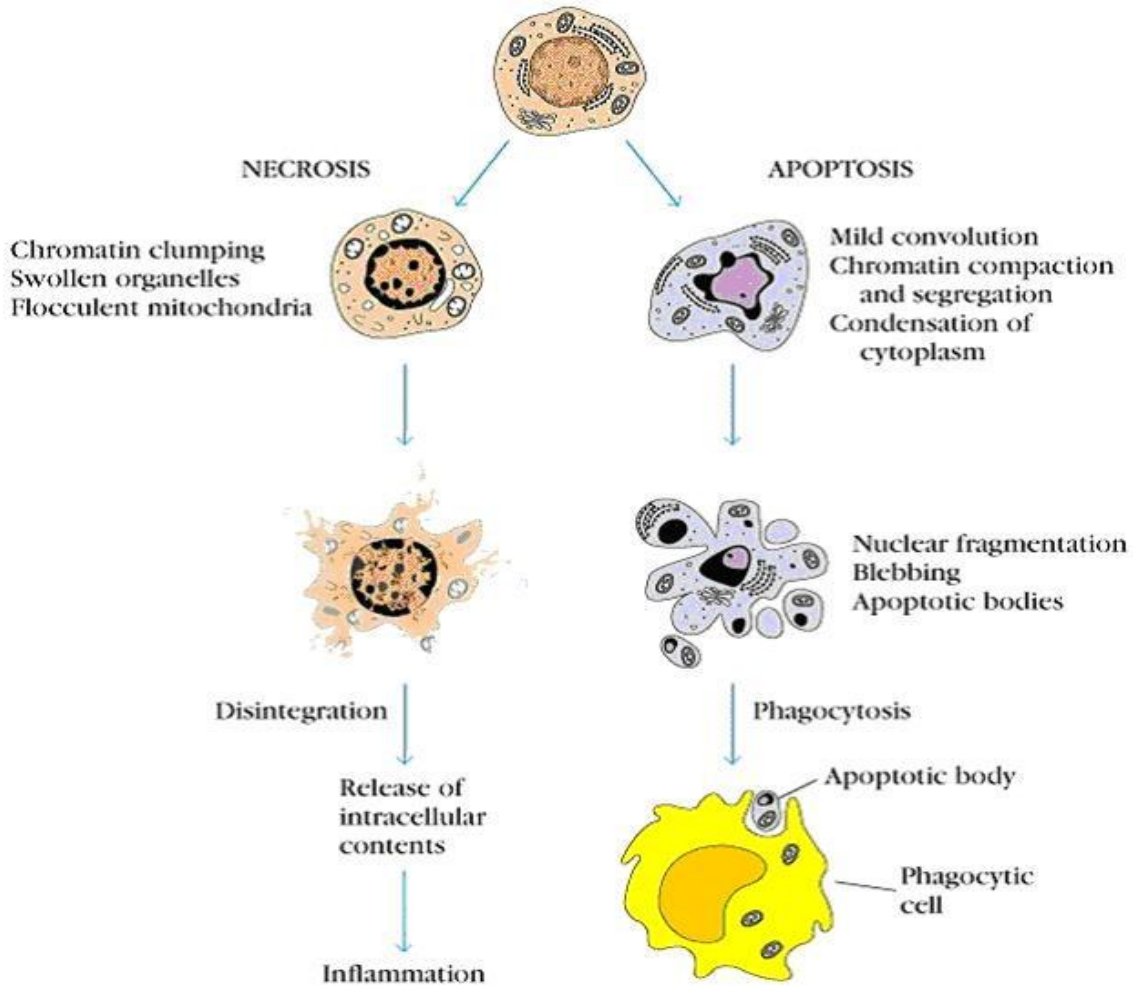 NECROSIS
APOPTOSIS
Chromatin clumping
Swollen organelles
Flocculent mitochondria
Mild convolution
Chromatin compaction
and segregation
Condensation of
cytoplasm
Nuclear fragmentation
Blebbing
Apoptotic bodies
Disintegration
Phagocytosis
Release of
intracellular
contents
Apoptotic body
Phagocytic
cell
Inflammation